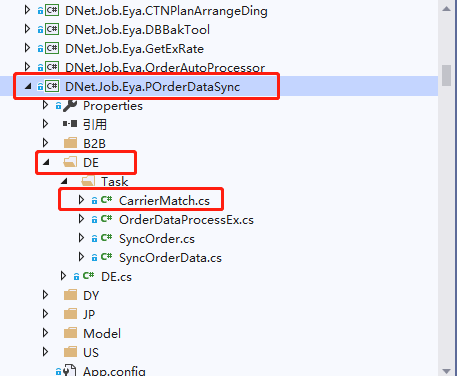 DNet.Job.Eya.CTNPlanArrangeDing
DNet.Job.Eya.DBBakTool
DNet.Job.Eya.GetExRate
DNet.Job.Eya.OrderAutoProcessor
DNet.Job.Eya.POrderDataSync
Properties
引用
B2B
DE
Task
CarrierMatch.cs
OrderDataProcessEx.cs
SyncOrder.cs
SyncOrderData.cs
DE.cs
DY
JP
Model
US
App.config